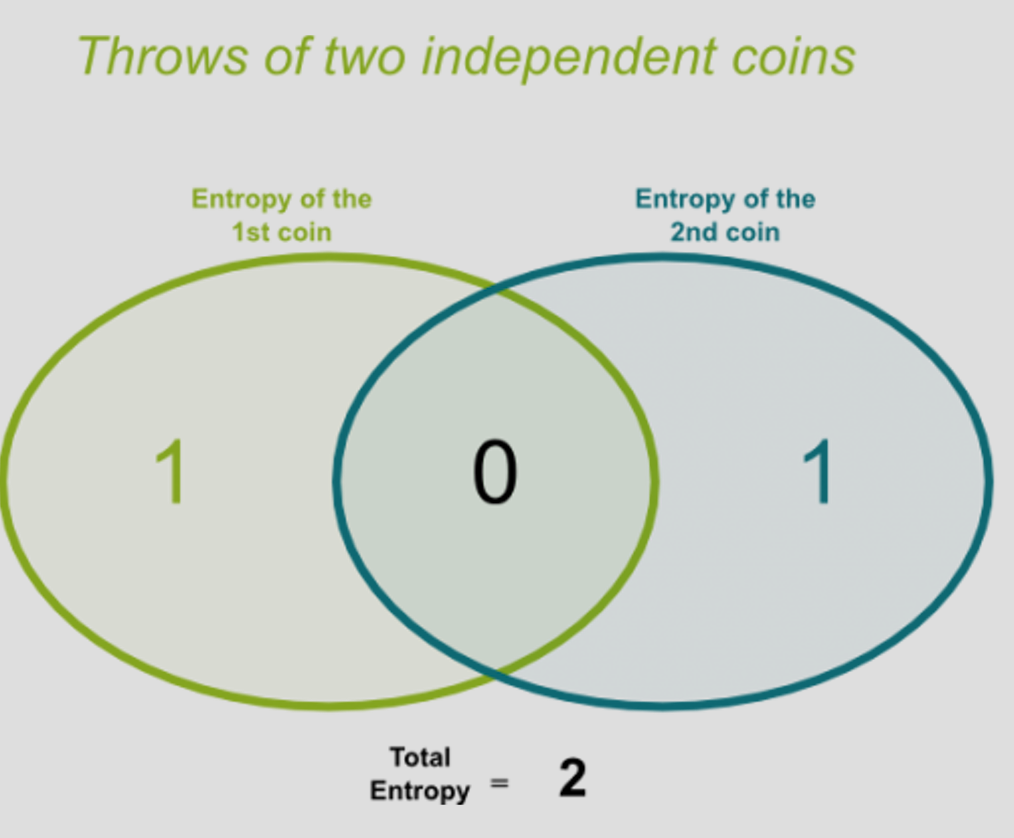 Throws of two independent coins
Entropy of the
1st coin
Entropy of the
2nd coin
1
0
1
Total
Entropy = 2